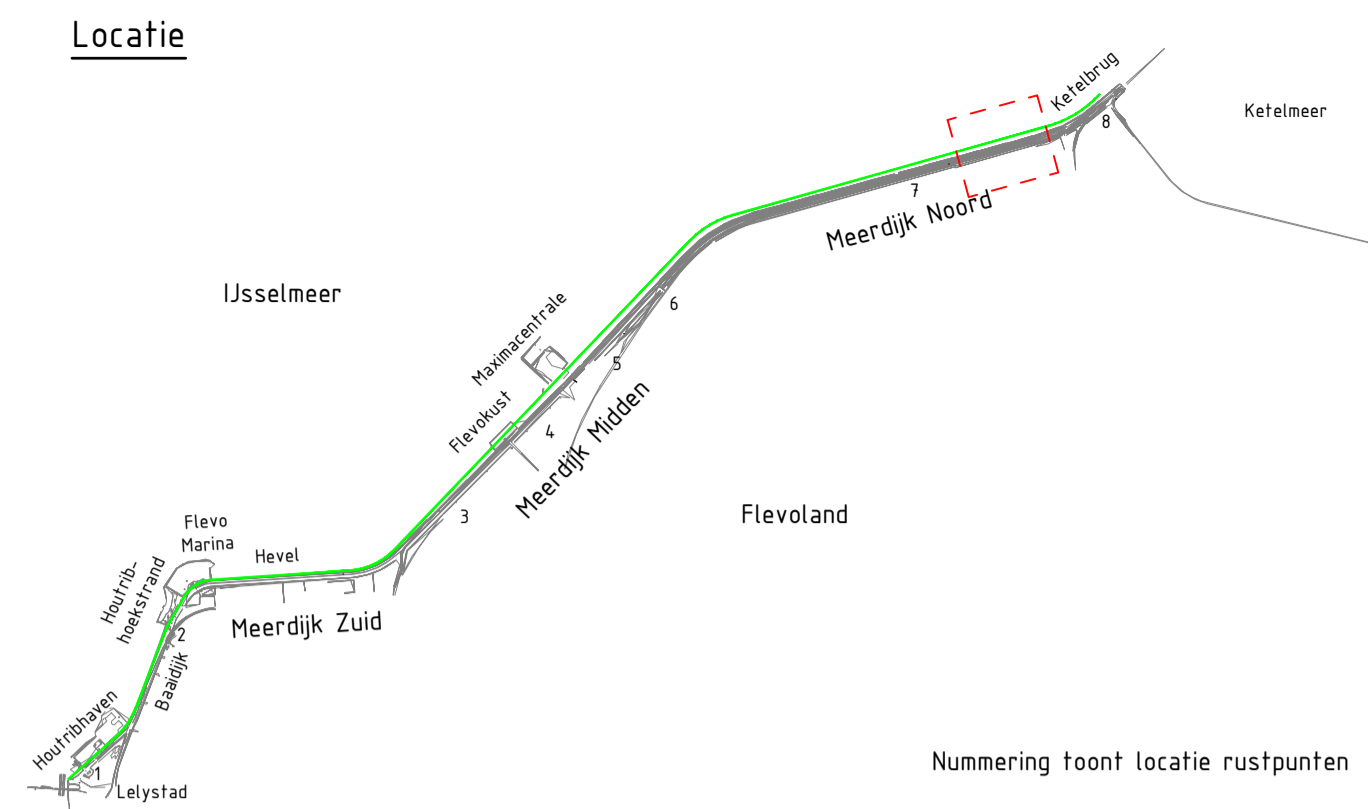 Locatie
Ketelbrug
8
Ketelmeer
7
Meerdijk Noord
IJsselmeer
6
Maximacentrale
5
Flevokust
4
Meerdijk Midden
3
Flevoland
Flevo
Marina
Hevel
Houtrib-
hoekstrand
Meerdijk Zuid
2
Baaidijk
Houtribhaven
1
Lelystad
Nummering toont locatie rustpunten